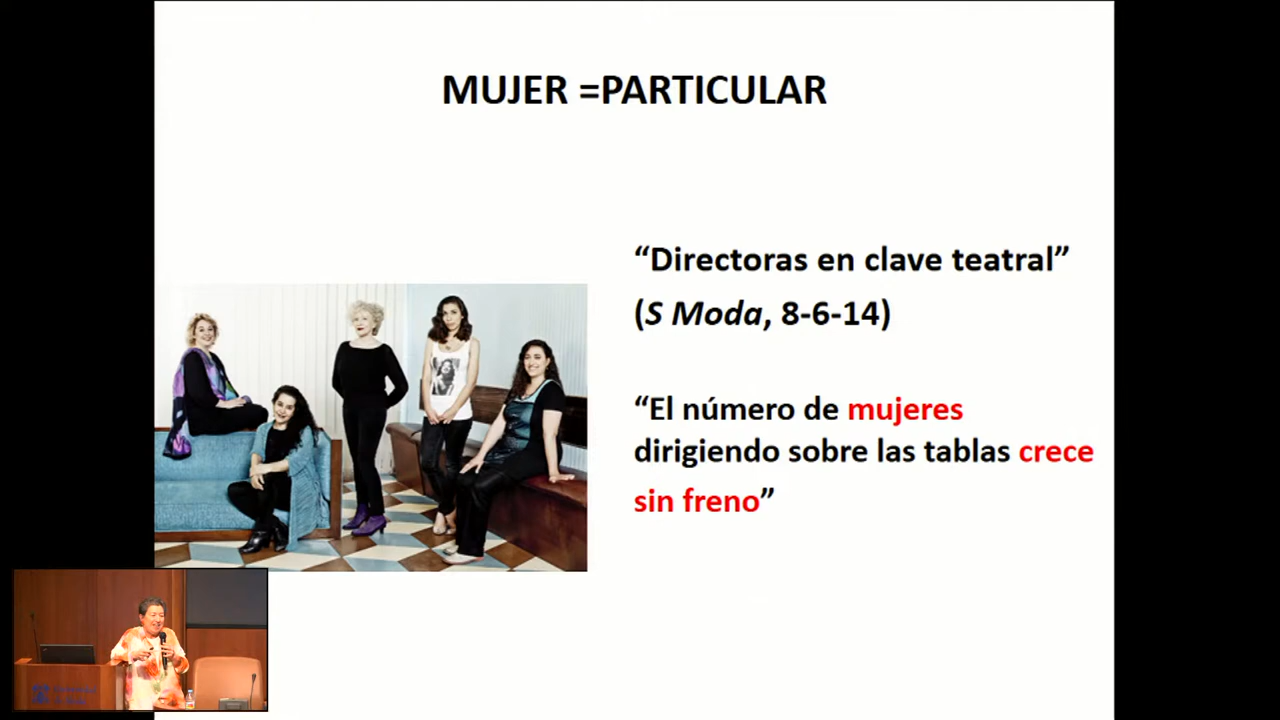 MUJER =PARTICULAR
“Directoras en clave teatral”
(S Moda, 8-6-14)
“El número de mujeres
dirigiendo sobre las tablas crece
sin freno”